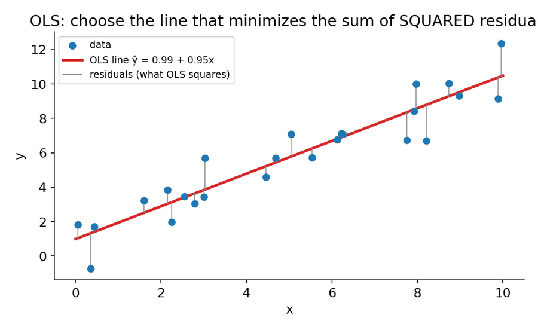 OLS: choose the line that minimizes the sum of SQUARED residua
data
OLS line ŷ = 0.99 + 0.95x
residuals (what OLS squares)
12
10
8
6
4
2
0
y
0 2 4 6 8 10
x